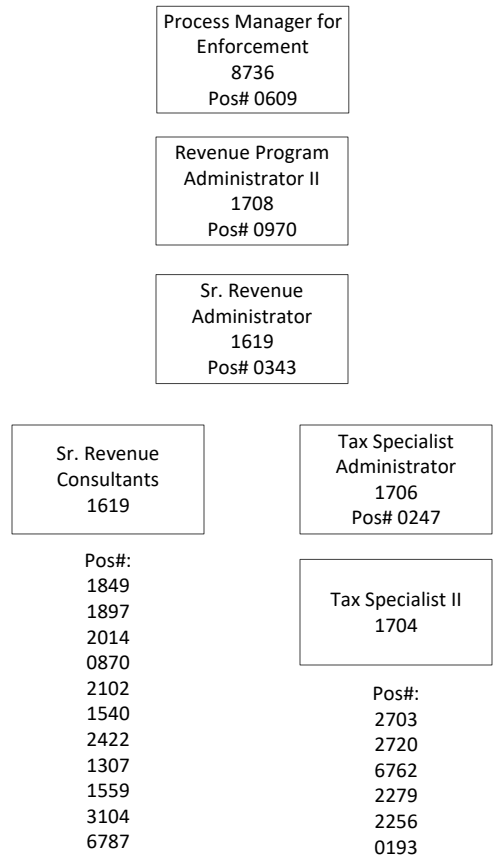 Process Manager for
Enforcement
8736
Pos# 0609
Revenue Program
Administrator II
1708
Pos# 0970
Sr. Revenue
Administrator
1619
Pos# 0343
Sr. Revenue
Consultants
1619
Pos#:
1849
1897
2014
0870
2102
1540
2422
1307
1559
3104
6787
Tax Specialist
Administrator
1706
Pos# 0247
Tax Specialist II
1704
Pos#:
2703
2720
6762
2279
2256
0193